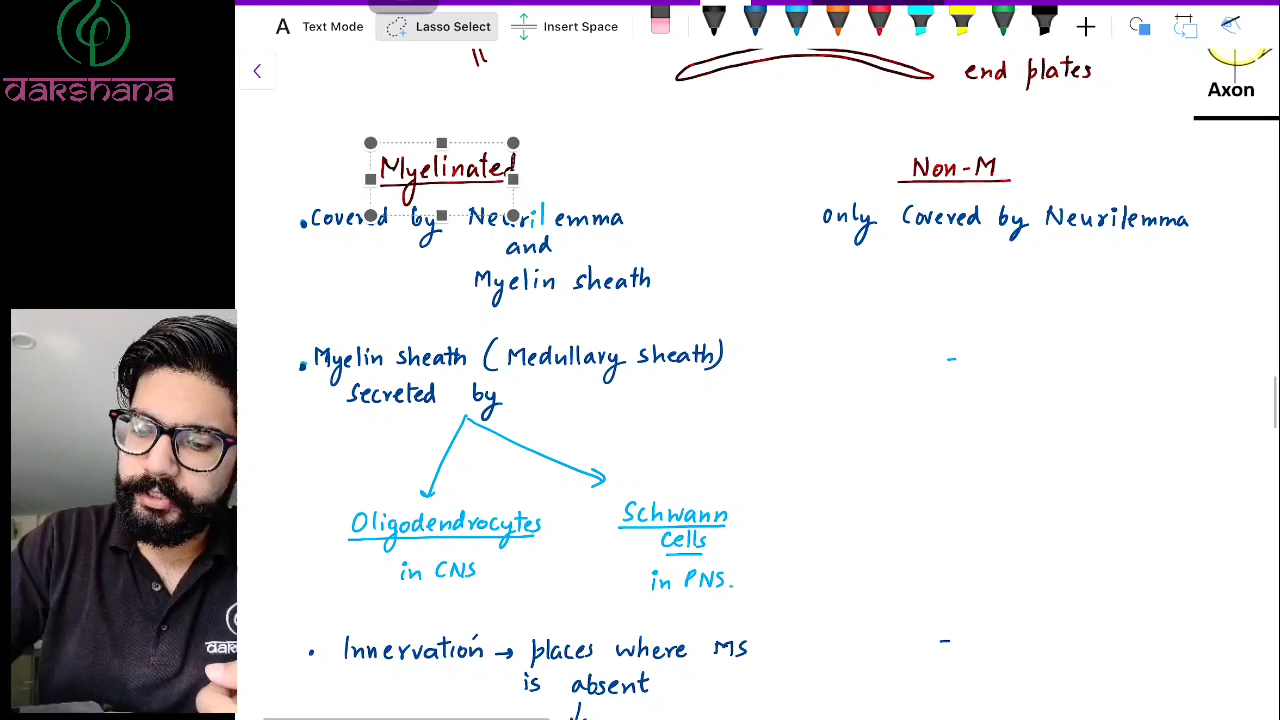 dakshana
A Text Mode
Lasso Select
Insert Space
end plates
Axon
Myelinated
Non-M
Covered by Neurilemma
and
Myelin sheath
only Covered by Neurilemma
Myelin sheath (Medullary sheath)
secreted by
-
Oligodendrocytes
in CNS
Schwann
Cells
in PNS.
Innervation → places where MS
is absent
-